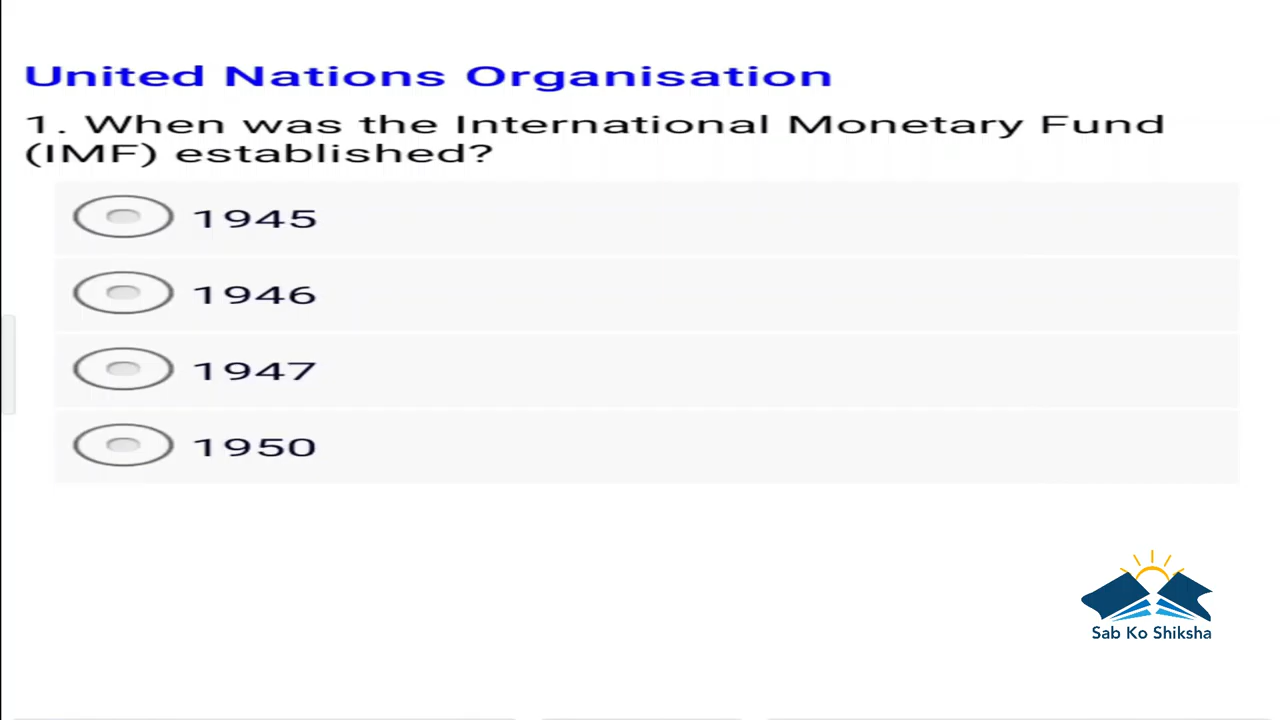 United Nations Organisation
1. When was the International Monetary Fund
(IMF) established?
1945
1946
1947
1950
Sab Ko Shiksha